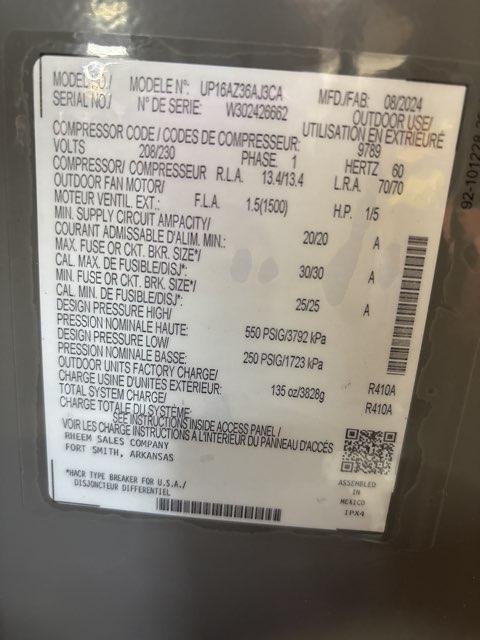 MODEL NO./ MODELE N°: UP16AZ36AJ3CA MFD./FAB: 08/2024
SERIAL NO./ N° DE SERIE: W302426662 OUTDOOR USE/
UTILISATION EN EXTRIEURE
COMPRESSOR CODE / CODES DE COMPRESEUR: 9789
VOLTS 208/230 PHASE 1 HERTZ 60
COMPRESSOR/ COMPRESSEUR R.L.A. 13.4/13.4 L.R.A. 70/70
OUTDOOR FAN MOTOR/
MOTEUR VENTIL. EXT.: F.L.A. 1.5(1500) H.P. 1/5
MIN. SUPPLY CIRCUIT AMPACITY/
COURANT ADMISSABLE D'ALIM. MIN.: 20/20 A
MAX. FUSE OR CKT. BRK. SIZE*/
CAL. MAX. DE FUSIBLE/DISJ*: 30/30 A
MIN. FUSE OR CKT. BRK. SIZE*/
CAL. MIN. DE FUSIBLE/DISJ*: 25/25 A
DESIGN PRESSURE HIGH/
PRESSION NOMINALE HAUTE: 550 PSIG/3792 kPa
DESIGN PRESSURE LOW/
PRESSION NOMINALE BASSE: 250 PSIG/1723 kPa
OUTDOOR UNITS FACTORY CHARGE/
CHARGE USINE D'UNITES EXTERIEUR: 135 oz/3828g R410A
TOTAL SYSTEM CHARGE/
CHARGE TOTALE DU SYSTÈME: R410A
SEE INSTRUCTIONS INSIDE ACCESS PANEL /
VOIR LES CHARGE INSTRUCTIONS A L'INTÉRIEUR DU PANNEAU D'ACCÈS
RHEEM SALES COMPANY
FORT SMITH, ARKANSAS
*HACR TYPE BREAKER FOR U.S.A./
DISJONCTEUR DIFFERENTIEL
ASSEMBLED
IN
MEXICO
IPX4